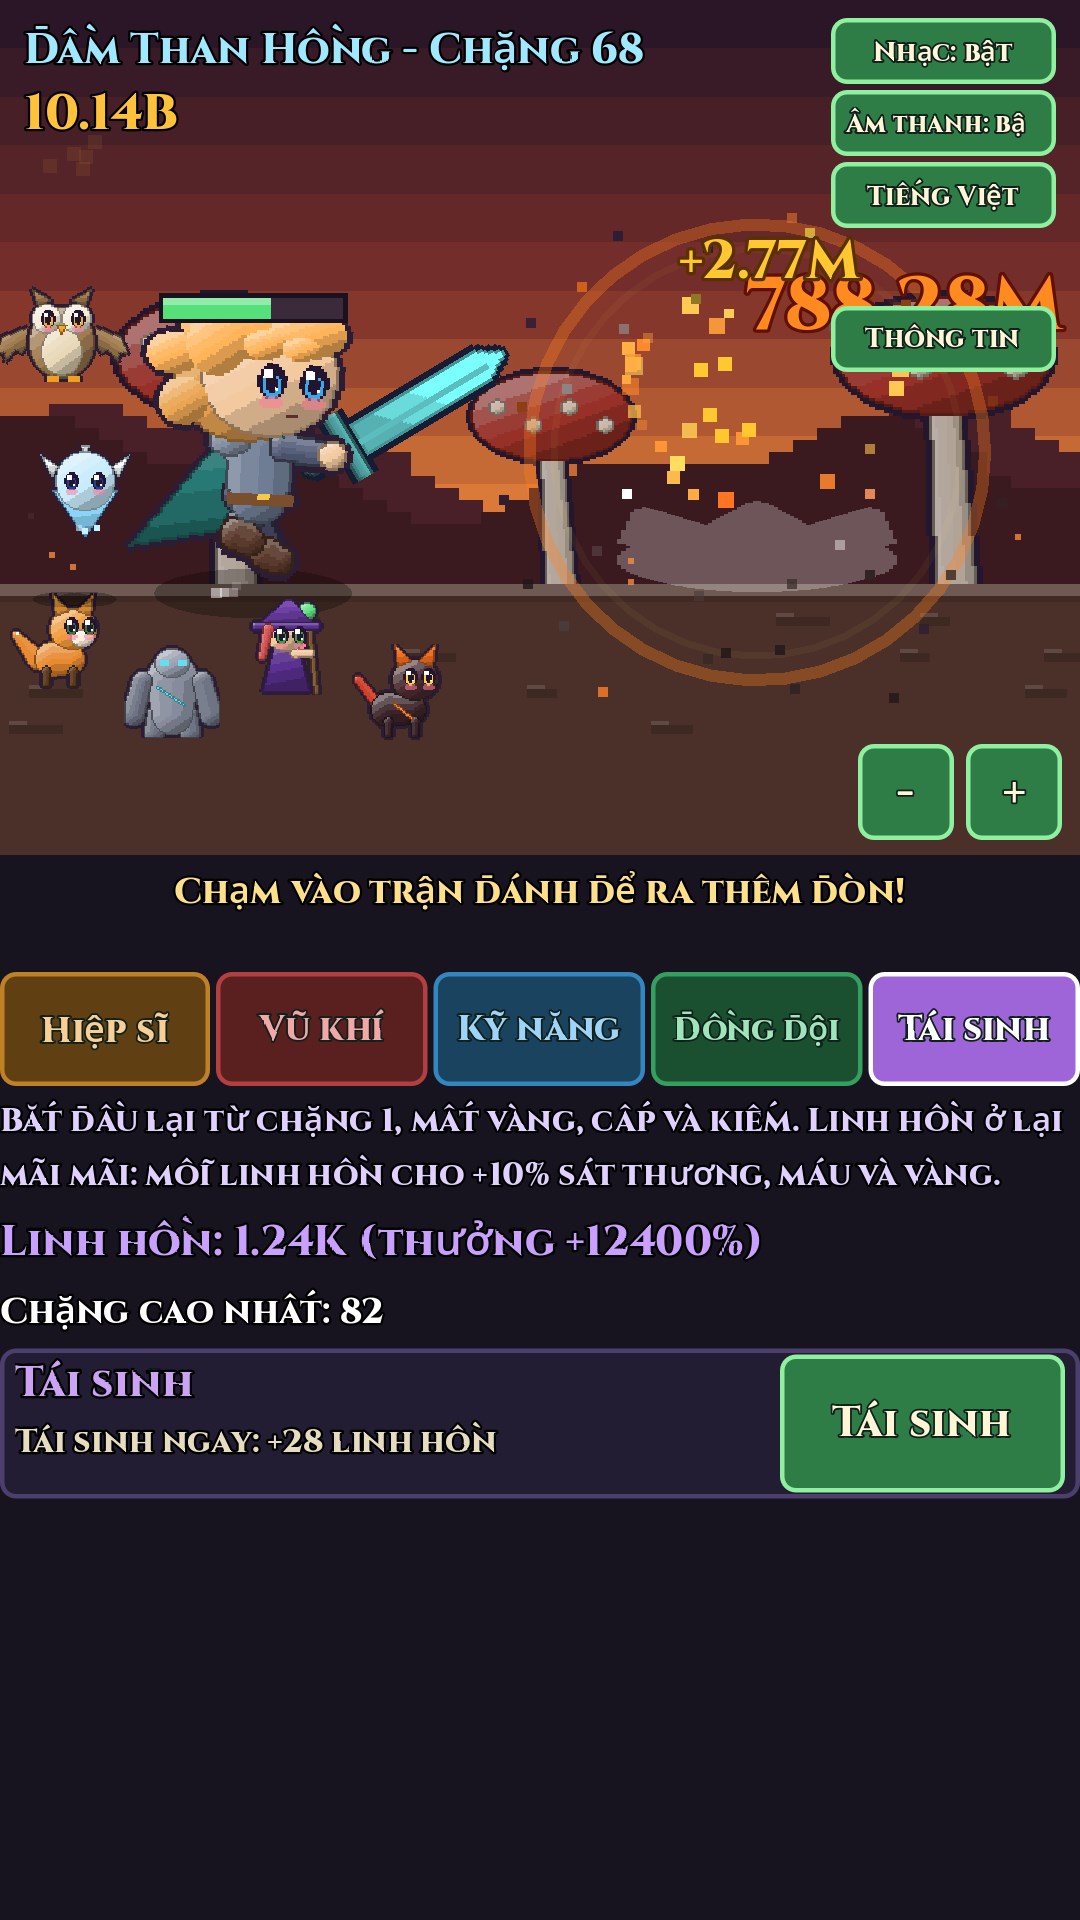 Đầm Than Hồng - Chặng 68
10.14B
Nhạc: Bật
Âm thanh: Bậ
Tiếng Việt
+2.77M
788.28M
Thông tin
-
+
Chạm vào trận đánh để ra thêm đòn!
Hiệp sĩ
Vũ khí
Kỹ năng
Đồng đội
Tái sinh
Bắt đầu lại từ chặng 1, mất vàng, cấp và kiếm. Linh hồn ở lại
mãi mãi: mỗi linh hồn cho +10% sát thương, máu và vàng.
Linh hồn: 1.24K (thưởng +12400%)
Chặng cao nhất: 82
Tái sinh
Tái sinh ngay: +28 linh hồn
Tái sinh